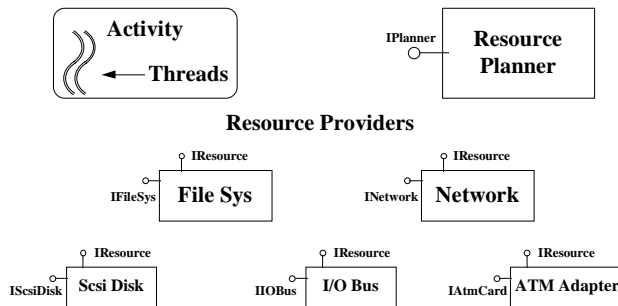 Activity
Threads
IPlanner
Resource
Planner
Resource Providers
IResource
IFileSys
File Sys
IResource
INetwork
Network
IResource
IScsiDisk
Scsi Disk
IResource
IIOBus
I/O Bus
IResource
IAtmCard
ATM Adapter